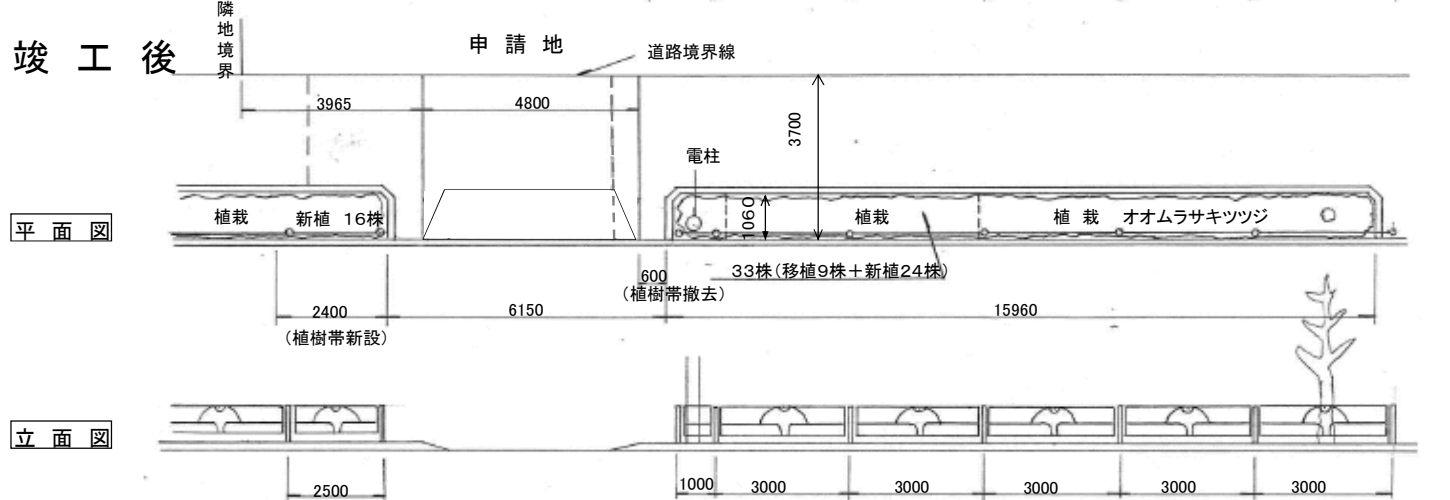 竣工後
隣地境界
申請地
道路境界線
3965
4800
3700
電柱
平面図
植栽
新植 16株
1060
植栽
植栽 オオムラサキツツジ
33株(移植9株+新植24株)
600
(植樹帯撤去)
2400
(植樹帯新設)
6150
15960
立面図
2500
1000
3000
3000
3000
3000
3000